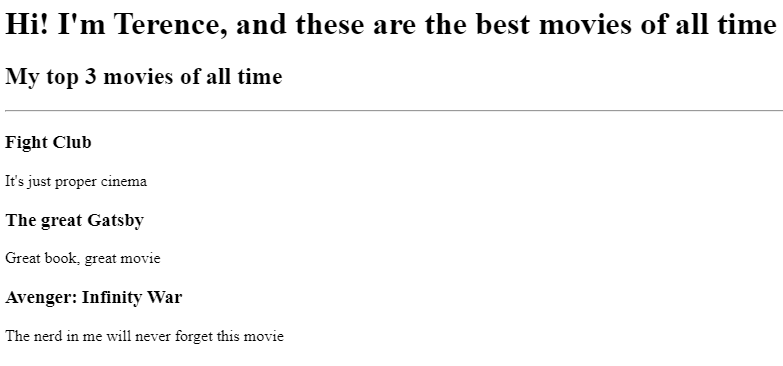 Hi! I'm Terence, and these are the best movies of all time
My top 3 movies of all time
Fight Club
It's just proper cinema
The great Gatsby
Great book, great movie
Avenger: Infinity War
The nerd in me will never forget this movie